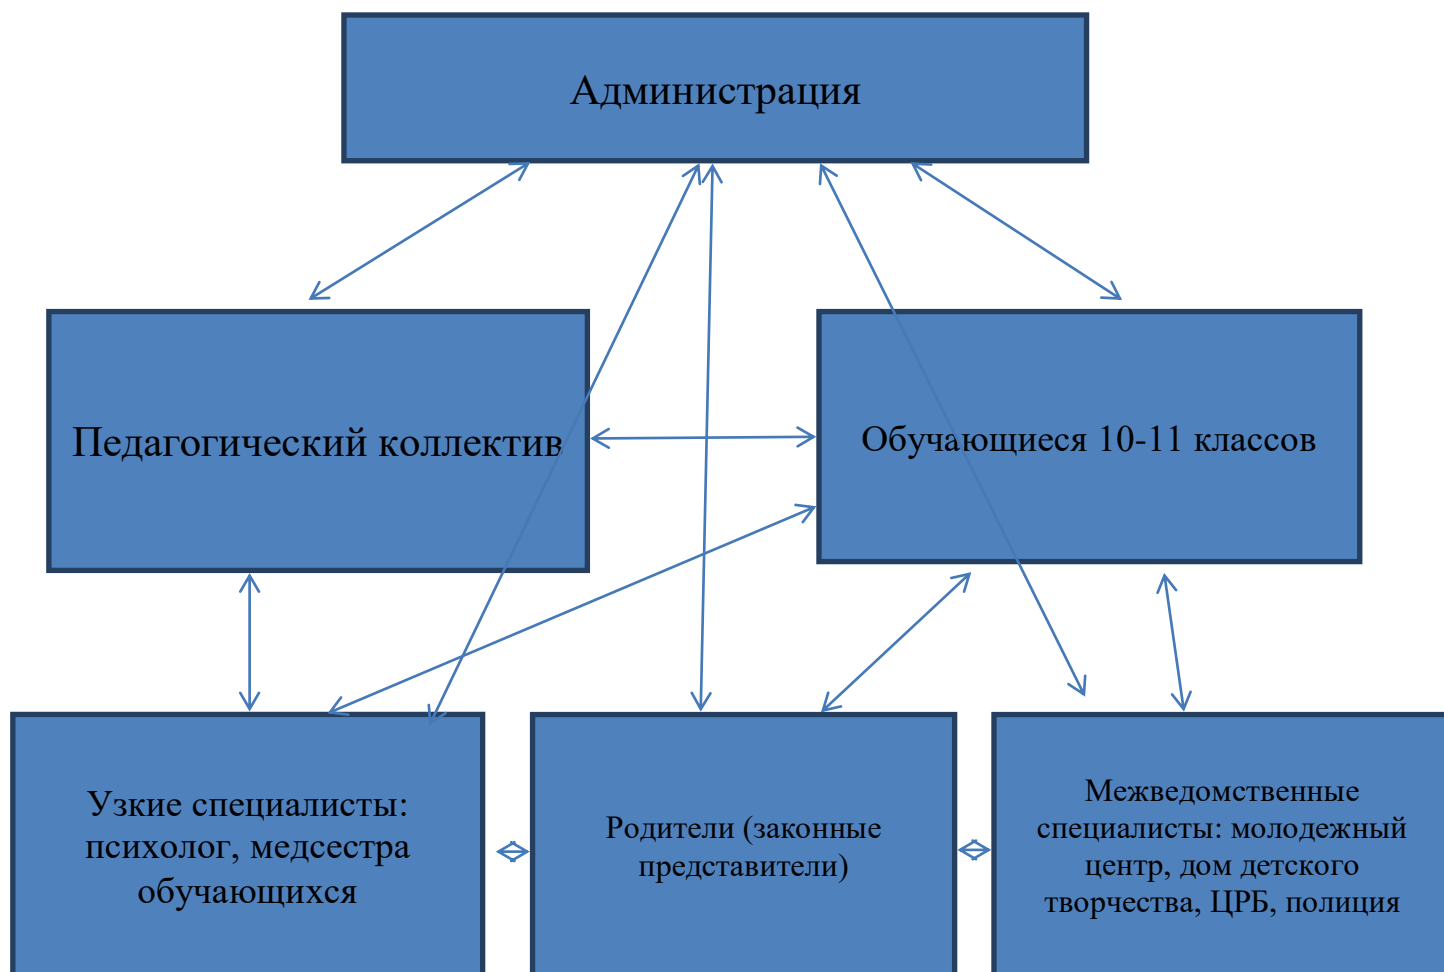 Администрация
Педагогический коллектив
Обучающиеся 10-11 классов
Узкие специалисты:
психолог, медсестра
обучающихся
Родители (законные
представители)
Межведомственные
специалисты: молодежный
центр, дом детского
творчества, ЦРБ, полиция